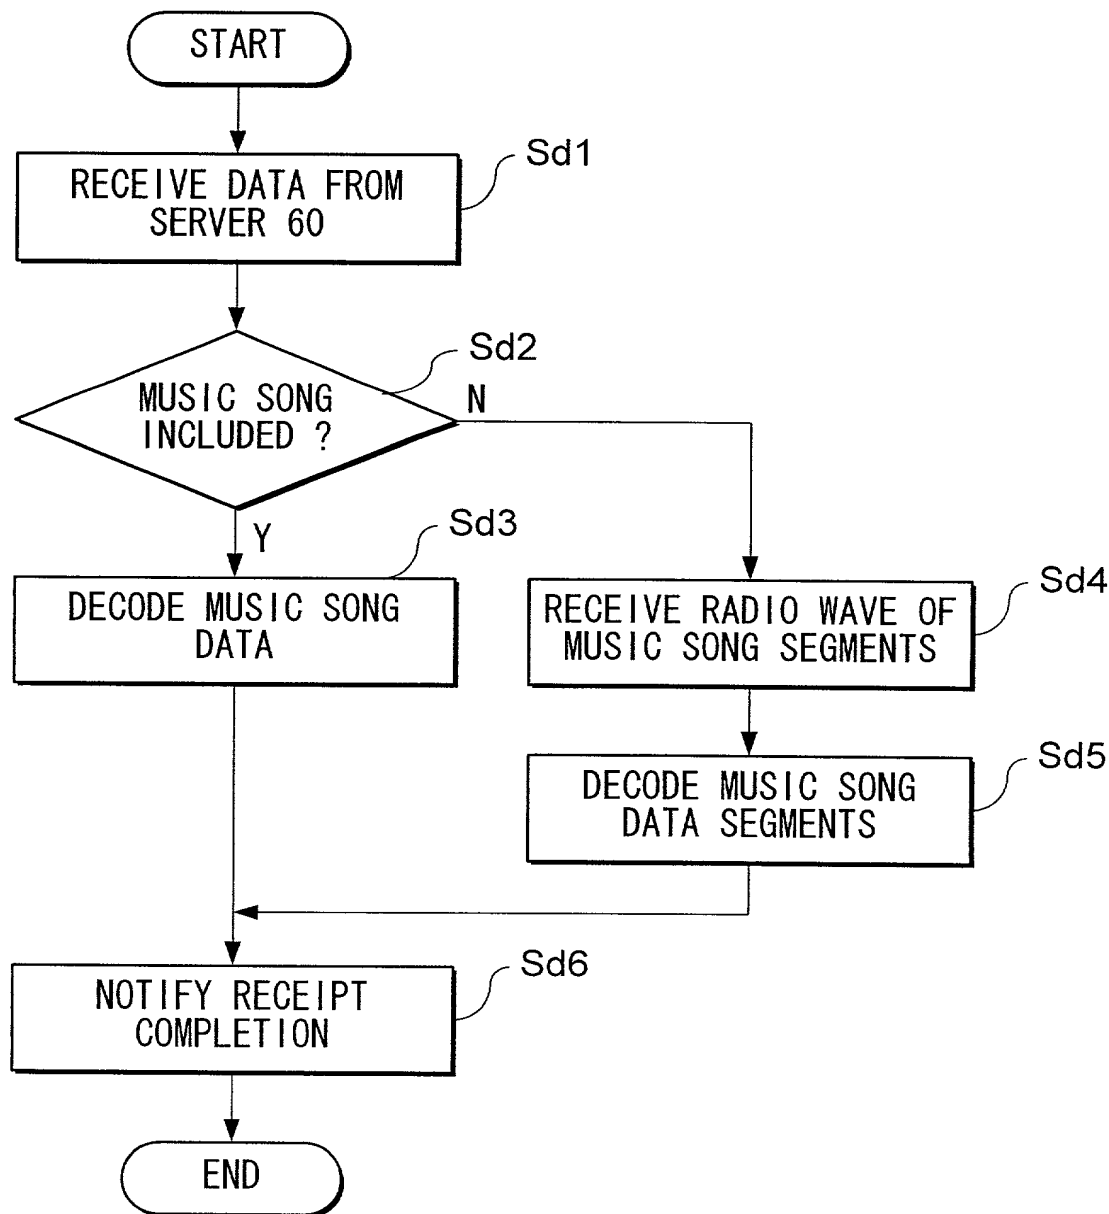 START
Sd1
RECEIVE DATA FROM
SERVER 60
Sd2
MUSIC SONG
INCLUDED ?
N
Y
Sd3
DECODE MUSIC SONG
DATA
Sd4
RECEIVE RADIO WAVE OF
MUSIC SONG SEGMENTS
Sd5
DECODE MUSIC SONG
DATA SEGMENTS
Sd6
NOTIFY RECEIPT
COMPLETION
END